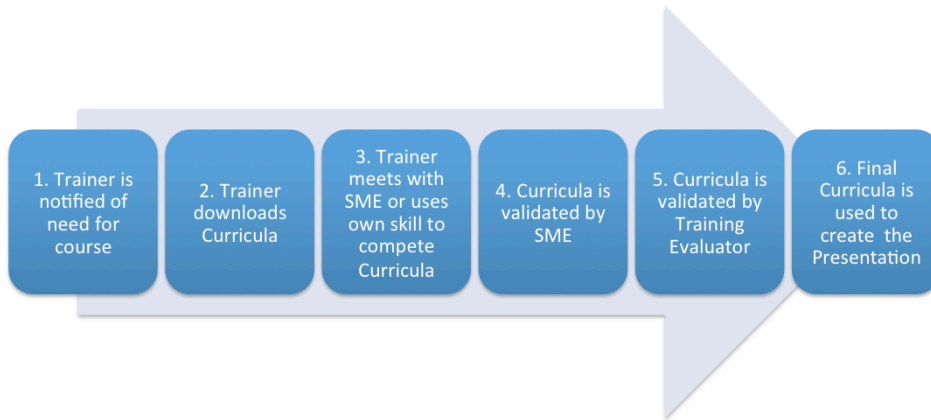 1. Trainer is
notified of
need for
course
2. Trainer
downloads
Curricula
3. Trainer
meets with
SME or uses
own skill to
compete
Curricula
4. Curricula is
validated by
SME
5. Curricula is
validated by
Training
Evaluator
6. Final
Curricula is
used to
create the
Presentation